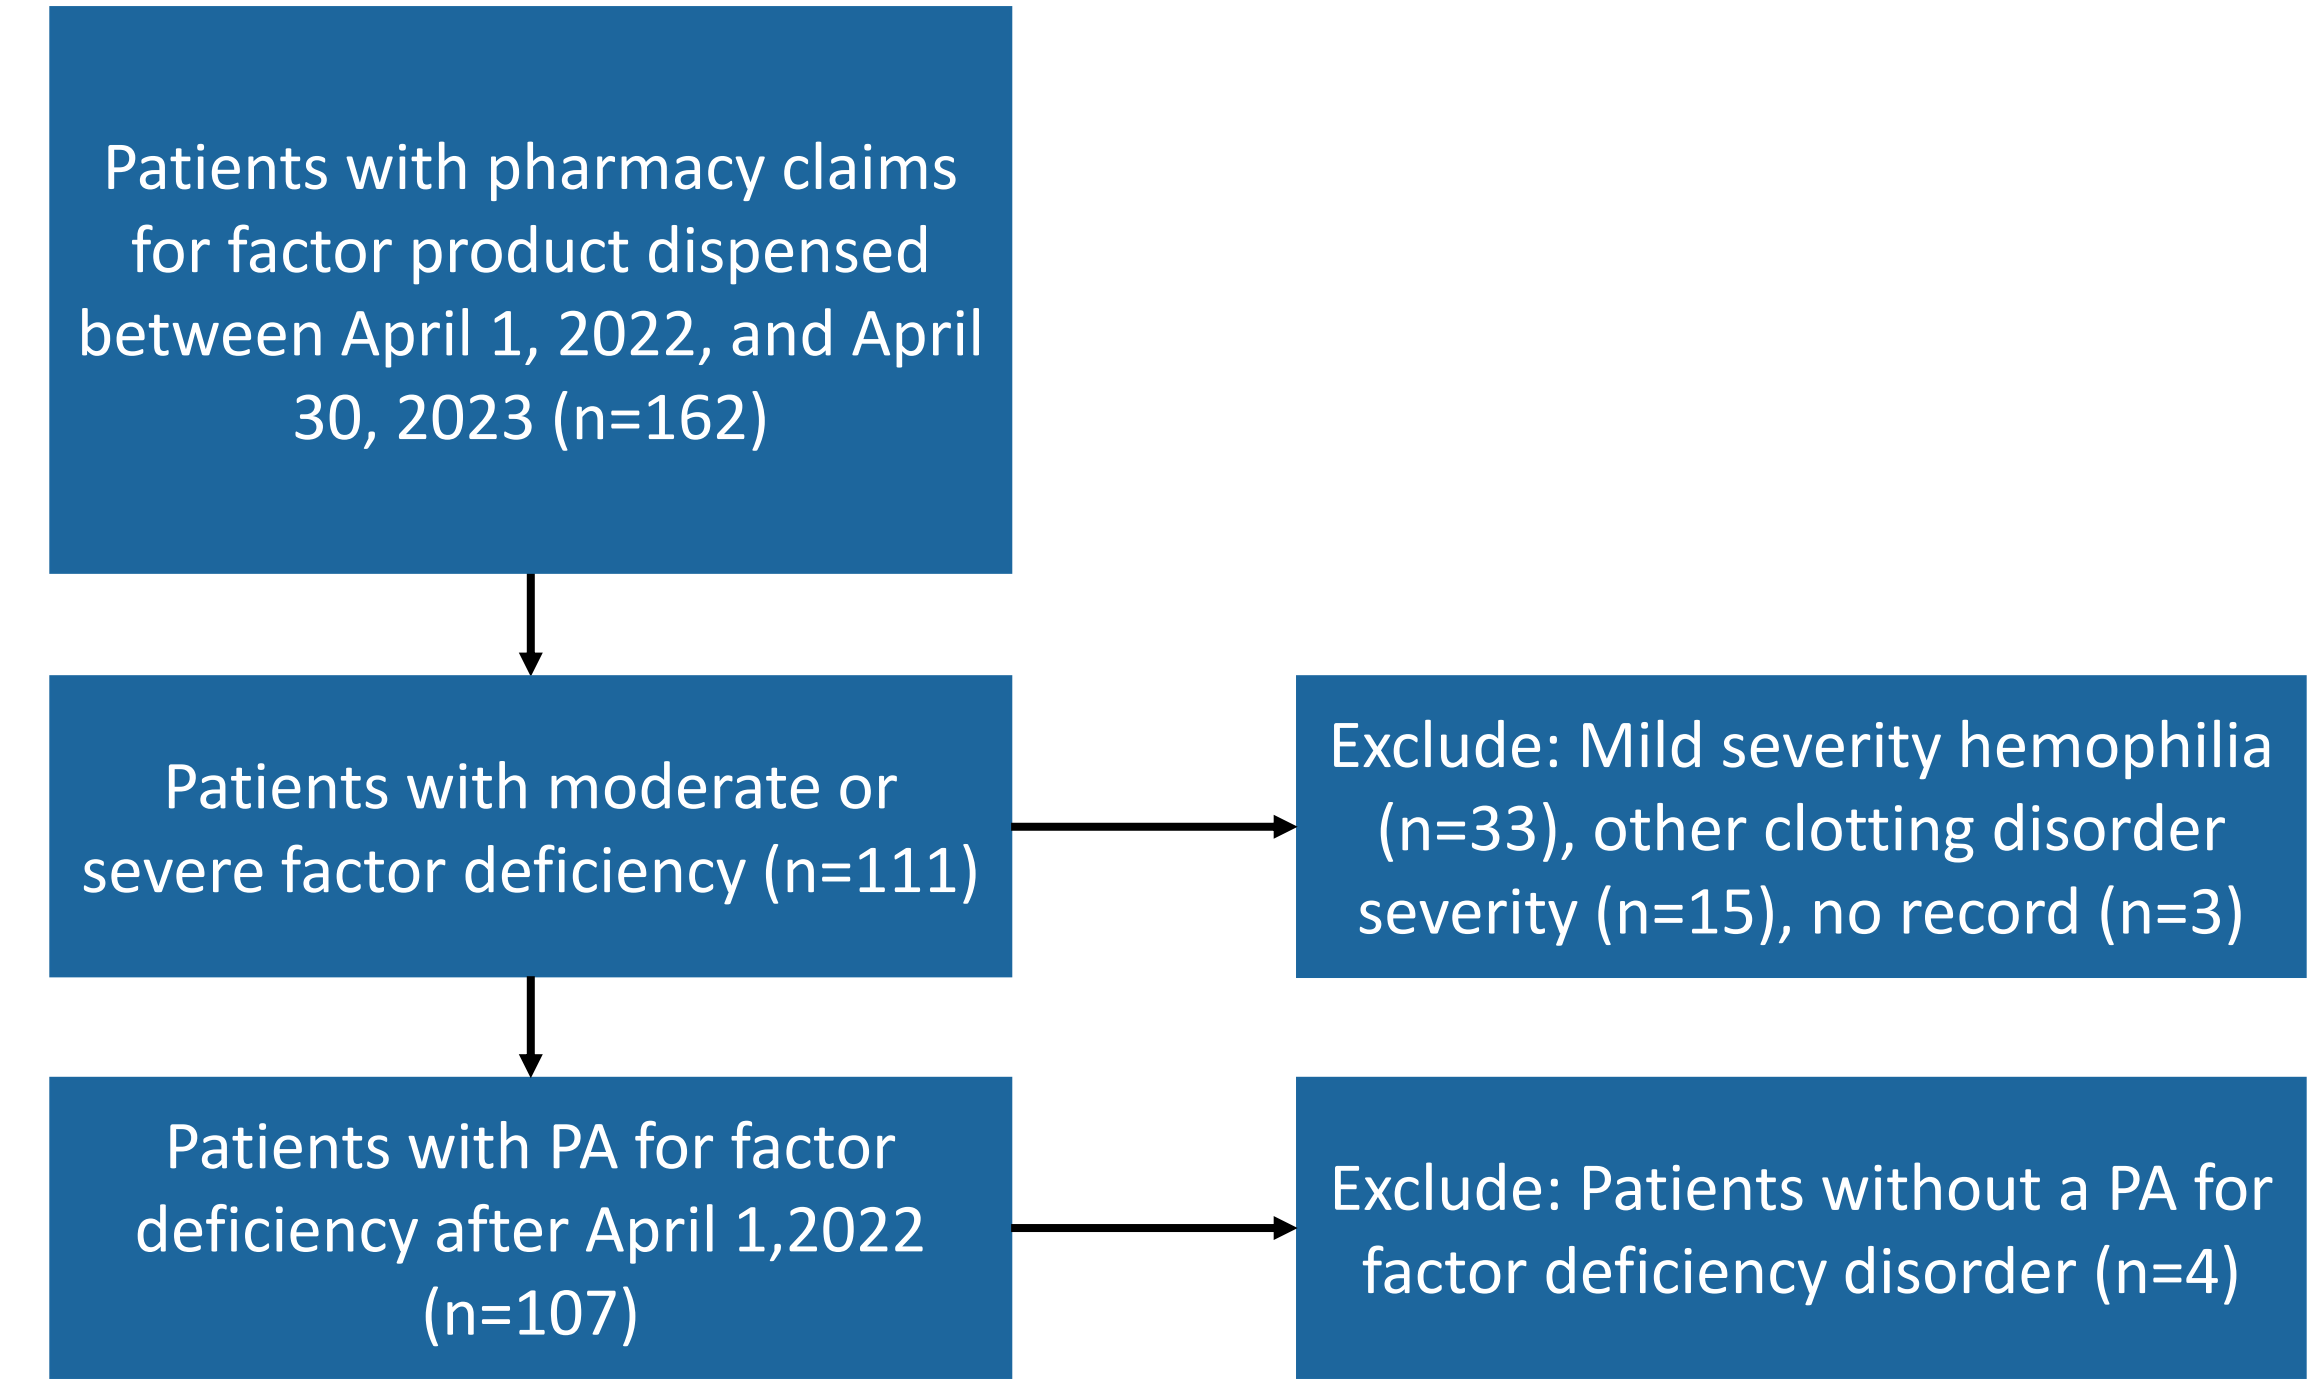 Patients with pharmacy claims
for factor product dispensed
between April 1, 2022, and April
30, 2023 (n=162)
Patients with moderate or
severe factor deficiency (n=111)
Exclude: Mild severity hemophilia
(n=33), other clotting disorder
severity (n=15), no record (n=3)
Patients with PA for factor
deficiency after April 1,2022
(n=107)
Exclude: Patients without a PA for
factor deficiency disorder (n=4)